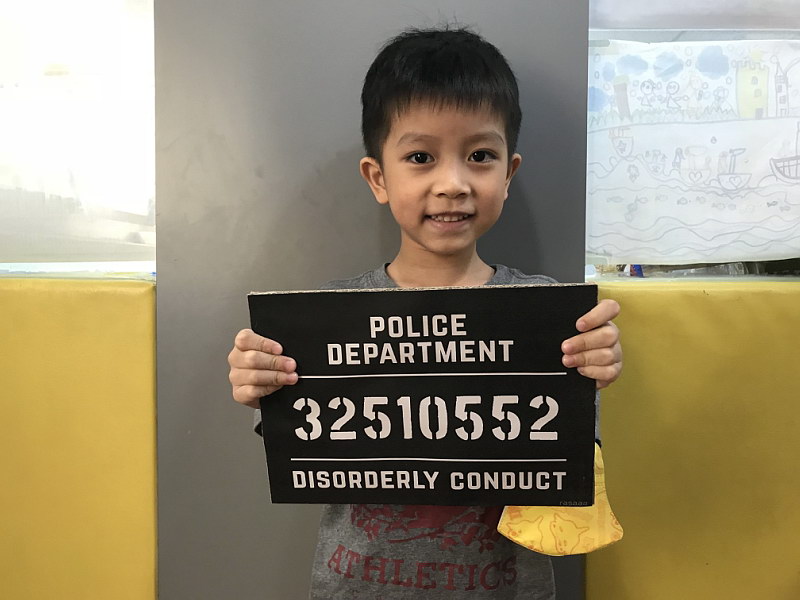 POLICE
DEPARTMENT
32510552
DISORDERLY CONDUCT
ATHLETICS